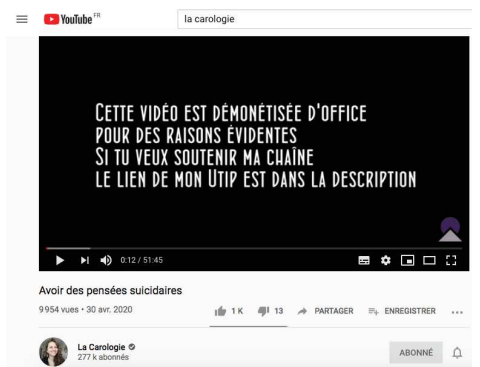 YouTube FR
la carologie
CETTE VIDÉO EST DÉMONÉTISÉE D'OFFICE
POUR DES RAISONS ÉVIDENTES
SI TU VEUX SOUTENIR MA CHAÎNE
LE LIEN DE MON UTIP EST DANS LA DESCRIPTION
0:12 / 51:45
Avoir des pensées suicidaires
9 954 vues • 30 avr. 2020
1 K
13
PARTAGER
ENREGISTRER
La Carologie
277 k abonnés
ABONNÉ